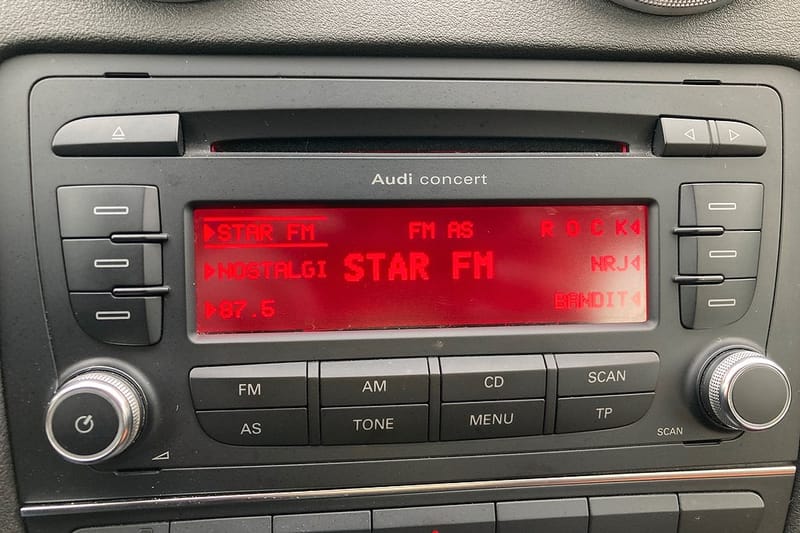 Audi concert
STAR FM FM AS ROCK
NOSTALGI STAR FM NRJ
87.5 BANDIT
FM AM CD SCAN
AS TONE MENU TP
SCAN